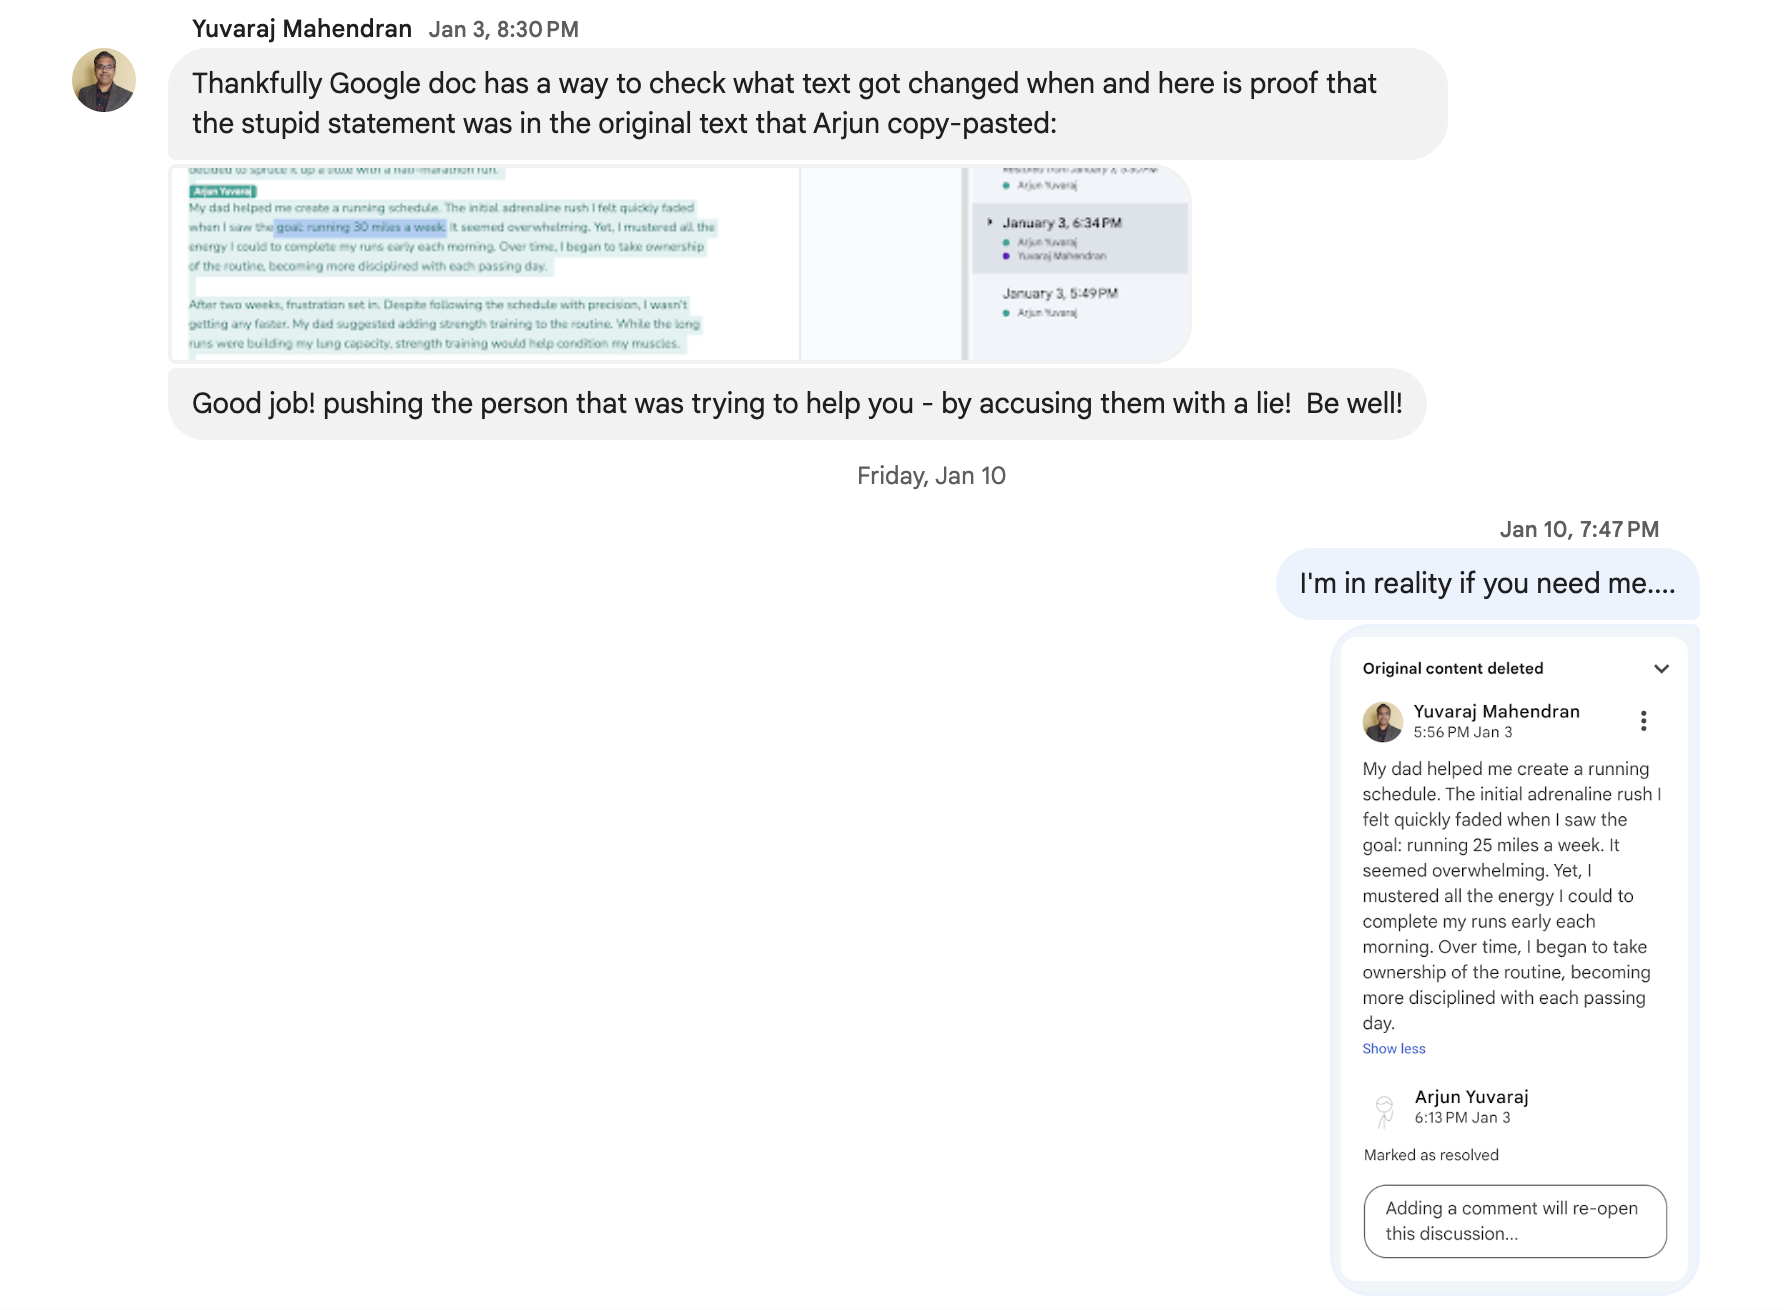 Yuvaraj Mahendran Jan 3, 8:30 PM
Thankfully Google doc has a way to check what text got changed when and here is proof that
the stupid statement was in the original text that Arjun copy-pasted:
decided to spruce it up a little with a half-marathon run.
Arjun Yuvaraj
My dad helped me create a running schedule. The initial adrenaline rush I felt quickly faded
when I saw the goal: running 30 miles a week. It seemed overwhelming. Yet, I mustered all the
energy I could to complete my runs early each morning. Over time, I began to take ownership
of the routine, becoming more disciplined with each passing day.
After two weeks, frustration set in. Despite following the schedule with precision, I wasn't
getting any faster. My dad suggested adding strength training to the routine. While the long
runs were building my lung capacity, strength training would help condition my muscles.
Restored from January 3,
Arjun Yuvaraj
January 3, 6:34 PM
Arjun Yuvaraj
Yuvaraj Mahendran
January 3, 5:49 PM
Arjun Yuvaraj
Good job! pushing the person that was trying to help you - by accusing them with a lie!  Be well!
Friday, Jan 10
Jan 10, 7:47 PM
I'm in reality if you need me....
Original content deleted
Yuvaraj Mahendran
5:56 PM Jan 3
My dad helped me create a running
schedule. The initial adrenaline rush I
felt quickly faded when I saw the
goal: running 25 miles a week. It
seemed overwhelming. Yet, I
mustered all the energy I could to
complete my runs early each
morning. Over time, I began to take
ownership of the routine, becoming
more disciplined with each passing
day.
Show less
Arjun Yuvaraj
6:13 PM Jan 3
Marked as resolved
Adding a comment will re-open
this discussion...